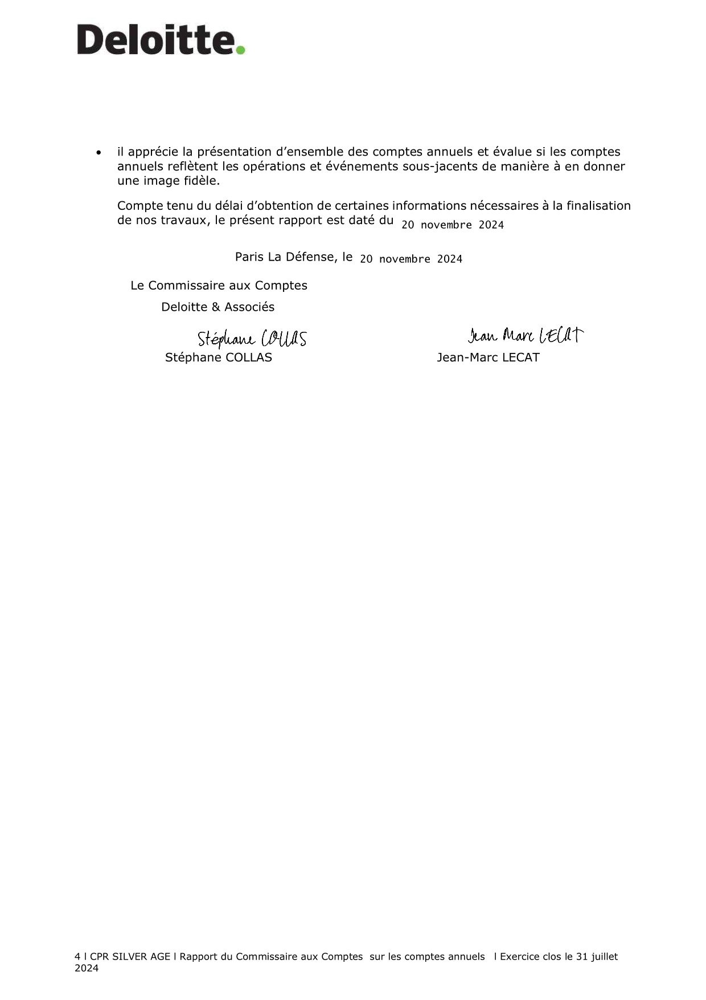 Deloitte.
• il apprécie la présentation d’ensemble des comptes annuels et évalue si les comptes
annuels reflètent les opérations et événements sous-jacents de manière à en donner
une image fidèle.
Compte tenu du délai d’obtention de certaines informations nécessaires à la finalisation
de nos travaux, le présent rapport est daté du 20 novembre 2024
Paris La Défense, le 20 novembre 2024
Le Commissaire aux Comptes
Deloitte & Associés
Stéphane COLLAS Jean Marc LECAT
Stéphane COLLAS Jean-Marc LECAT
4 l CPR SILVER AGE l Rapport du Commissaire aux Comptes sur les comptes annuels l Exercice clos le 31 juillet
2024